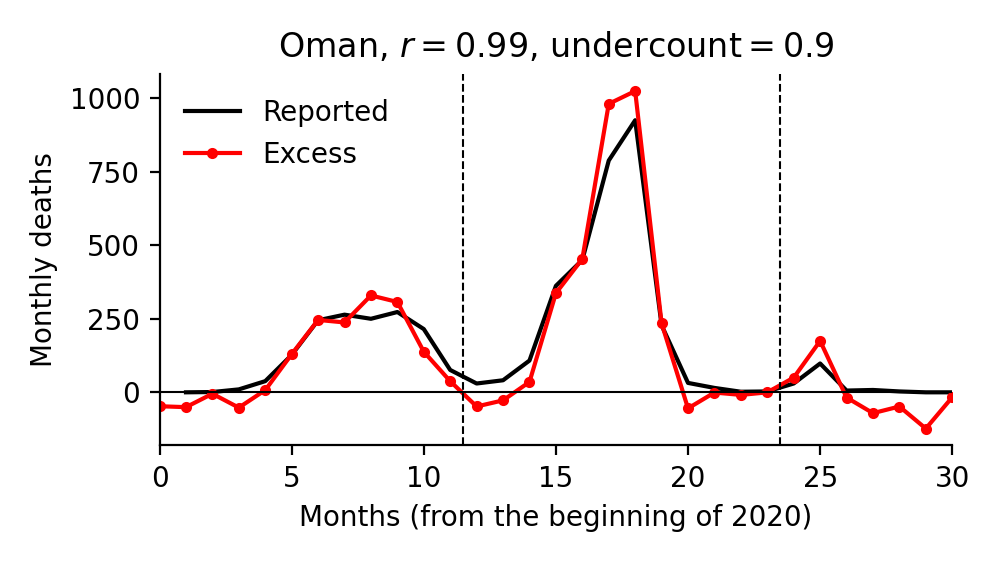 Oman, r = 0.99, undercount = 0.9
Reported
Excess
Monthly deaths
1000
750
500
250
0
0 5 10 15 20 25 30
Months (from the beginning of 2020)